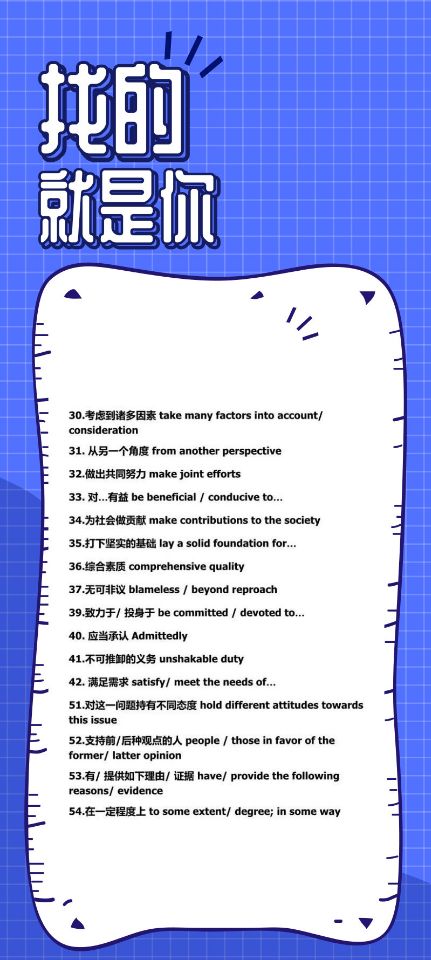 找的
就是你
30.考虑到诸多因素 take many factors into account/
consideration
31. 从另一个角度 from another perspective
32.做出共同努力 make joint efforts
33. 对...有益 be beneficial / conducive to...
34.为社会做贡献 make contributions to the society
35.打下坚实的基础 lay a solid foundation for...
36.综合素质 comprehensive quality
37.无可非议 blameless / beyond reproach
39.致力于/ 投身于 be committed / devoted to...
40. 应当承认 Admittedly
41.不可推卸的义务 unshakable duty
42. 满足需求 satisfy/ meet the needs of...
51.对这一问题持有不同态度 hold different attitudes towards
this issue
52.支持前/后种观点的人 people / those in favor of the
former/ latter opinion
53.有/ 提供如下理由/ 证据 have/ provide the following
reasons/ evidence
54.在一定程度上 to some extent/ degree; in some way